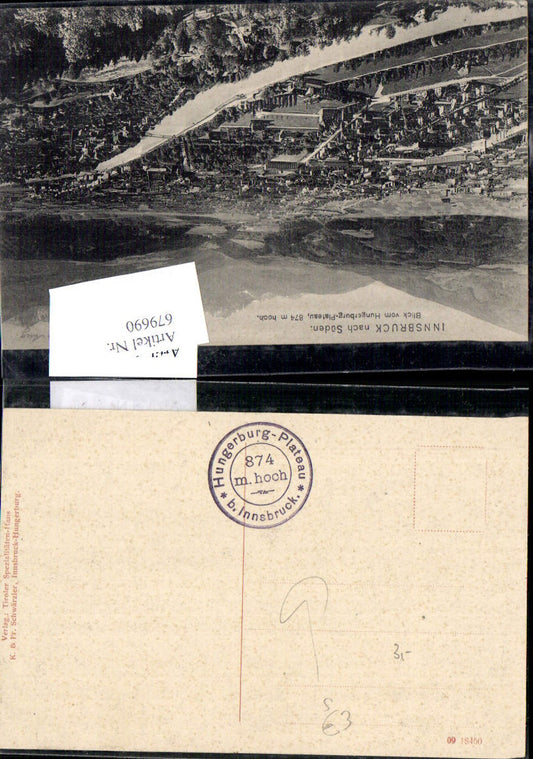 INNSBRUCK nach Süden.
Blick vom Hungerburg-Plateau, 874 m hoch.
Artikel Nr.
679690
Hungerburg-Plateau
874
m. hoch
* b. Innsbruck. *
Verlag: Tiroler Spezialitäten-Haus
K. & Fr. Schwärzler, Innsbruck-Hungerburg.
3,-
09 18450